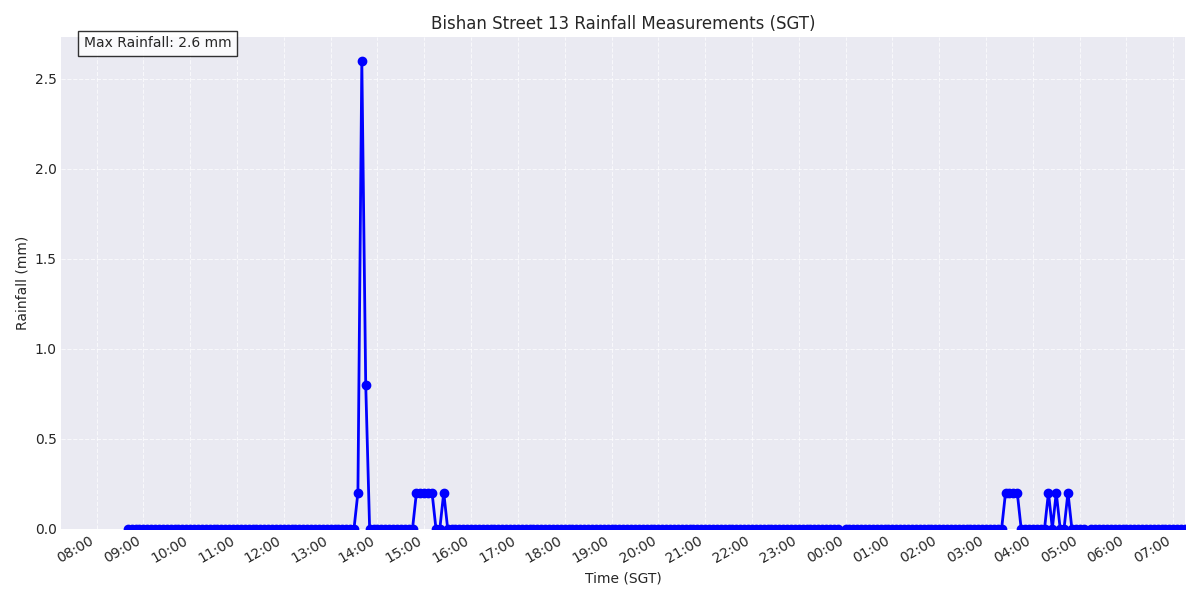 Bishan Street 13 Rainfall Measurements (SGT)
Max Rainfall: 2.6 mm
2.5
2.0
1.5
1.0
0.5
0.0
Rainfall (mm)
08:00 09:00 10:00 11:00 12:00 13:00 14:00 15:00 16:00 17:00 18:00 19:00 20:00 21:00 22:00 23:00 00:00 01:00 02:00 03:00 04:00 05:00 06:00 07:00
Time (SGT)